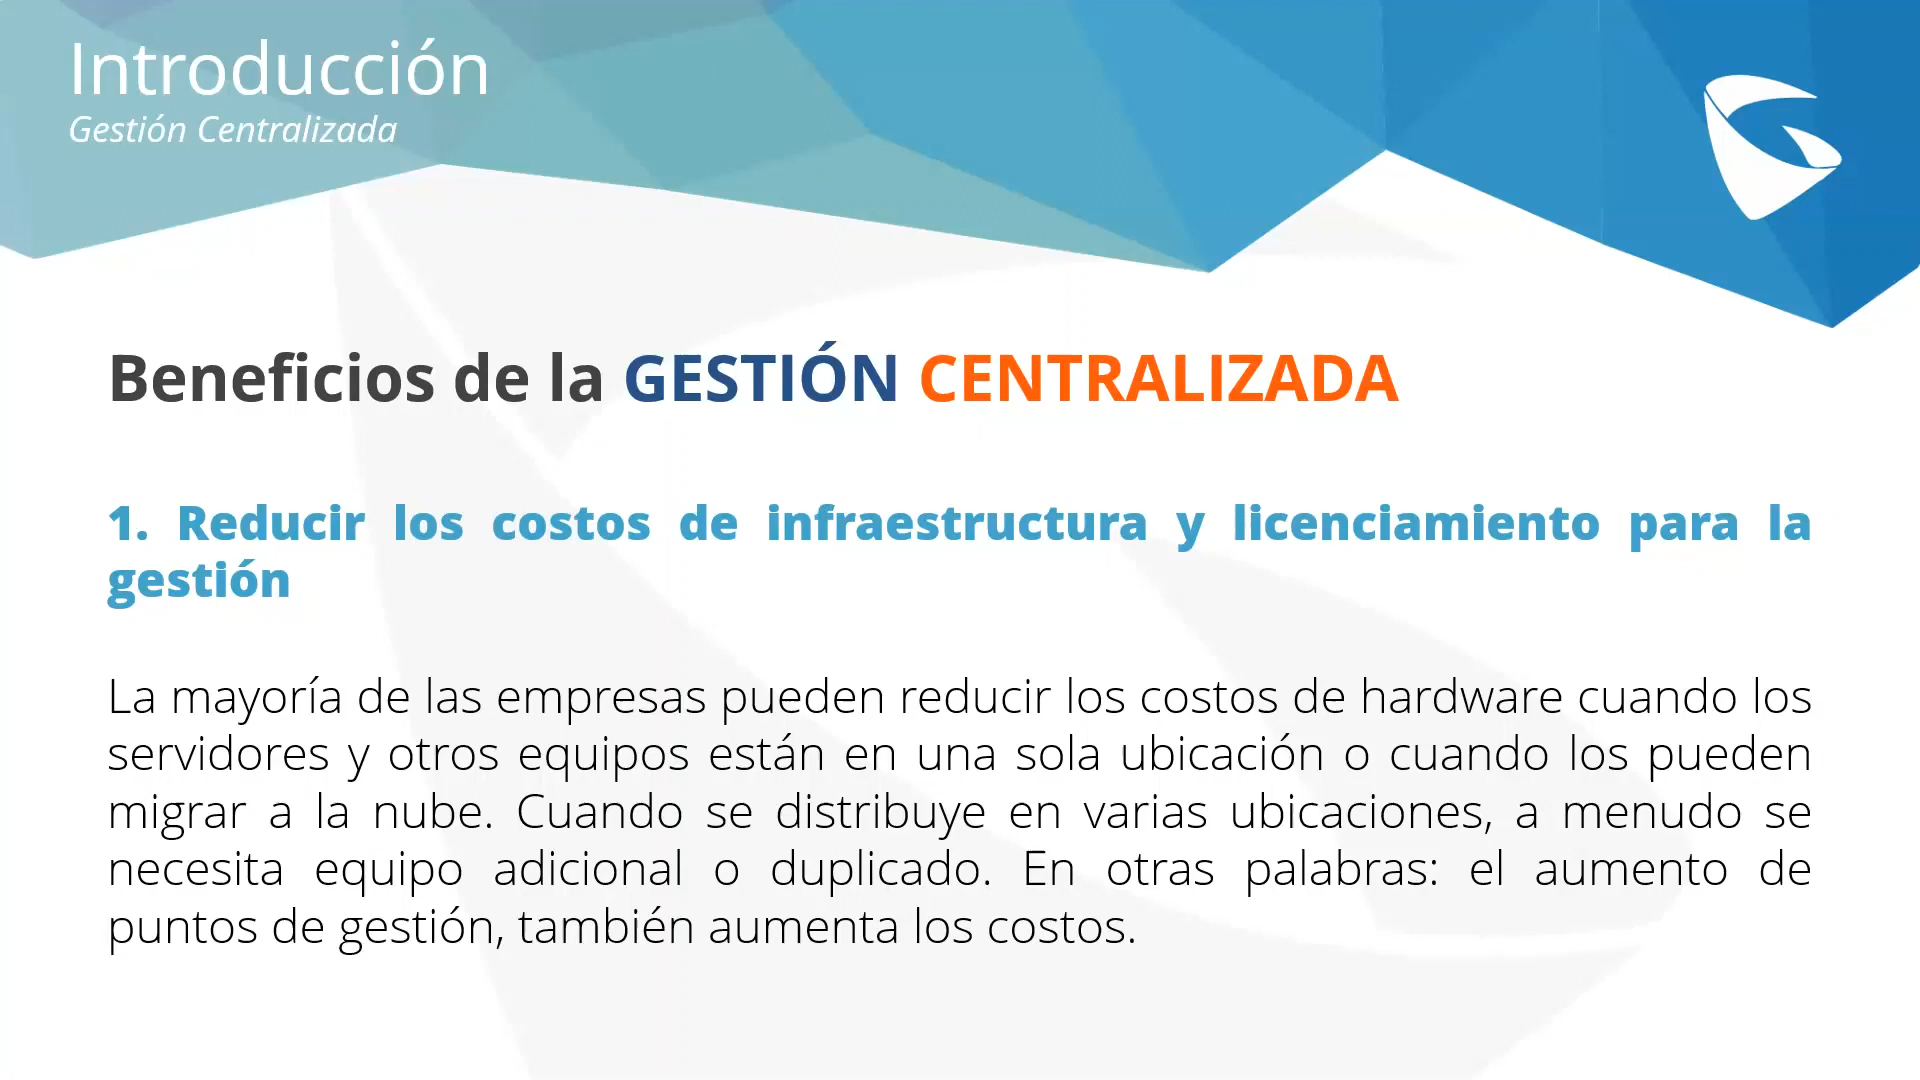 Introducción
Gestión Centralizada
Beneficios de la GESTIÓN CENTRALIZADA
1. Reducir los costos de infraestructura y licenciamiento para la
gestión
La mayoría de las empresas pueden reducir los costos de hardware cuando los
servidores y otros equipos están en una sola ubicación o cuando los pueden
migrar a la nube. Cuando se distribuye en varias ubicaciones, a menudo se
necesita equipo adicional o duplicado. En otras palabras: el aumento de
puntos de gestión, también aumenta los costos.